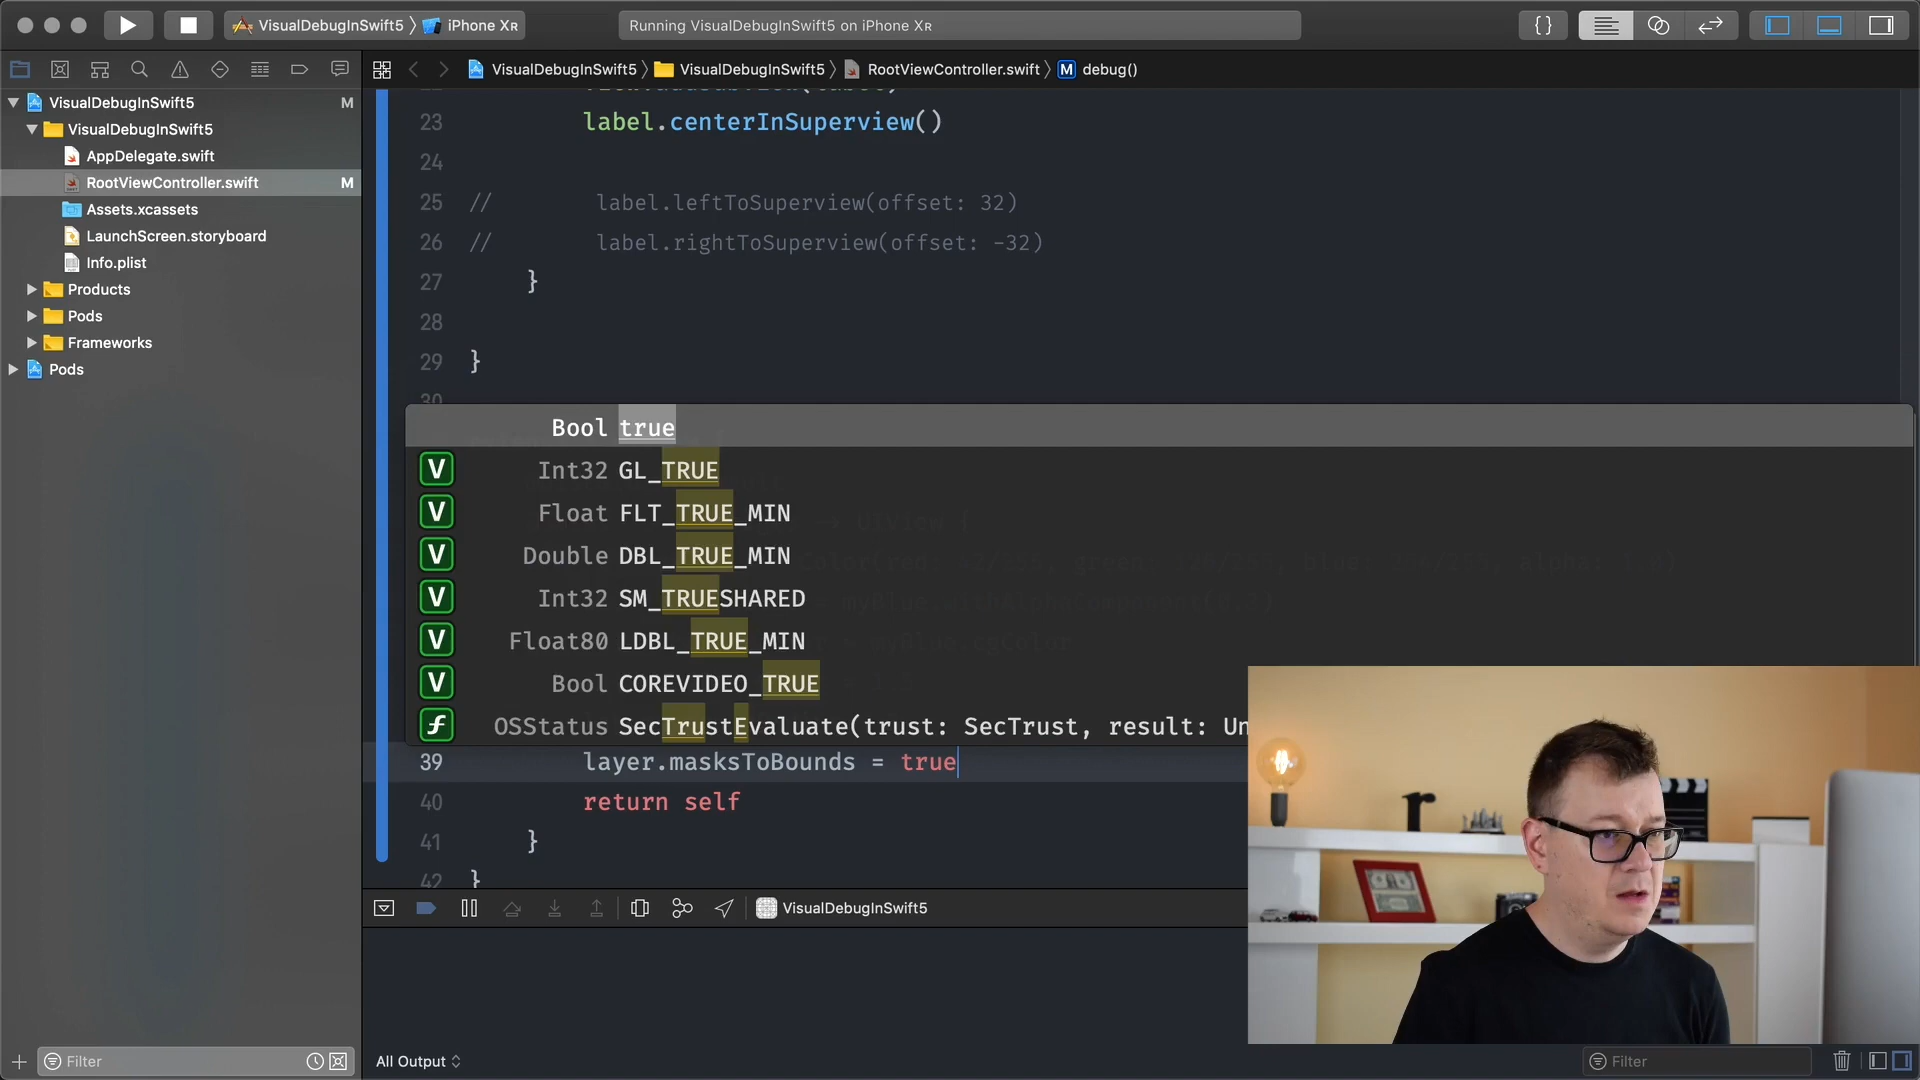 VisualDebugInSwift5 〉 iPhone XR
Running VisualDebugInSwift5 on iPhone XR
{ }
VisualDebugInSwift5 〉 VisualDebugInSwift5 〉 RootViewController.swift 〉 M debug()
VisualDebugInSwift5 M
VisualDebugInSwift5
AppDelegate.swift
RootViewController.swift M
Assets.xcassets
LaunchScreen.storyboard
Info.plist
Products
Pods
Frameworks
Pods
23 label.centerInSuperview()
24
25 // label.leftToSuperview(offset: 32)
26 // label.rightToSuperview(offset: -32)
27 }
28
29 }
30
Bool true
V Int32 GL_TRUE
V Float FLT_TRUE_MIN
V Double DBL_TRUE_MIN
V Int32 SM_TRUESHARED
V Float80 LDBL_TRUE_MIN
V Bool COREVIDEO_TRUE
f OSStatus SecTrustEvaluate(trust: SecTrust, result: Un
39 layer.masksToBounds = true
40 return self
41 }
42 }
VisualDebugInSwift5
Filter
All Output
Filter